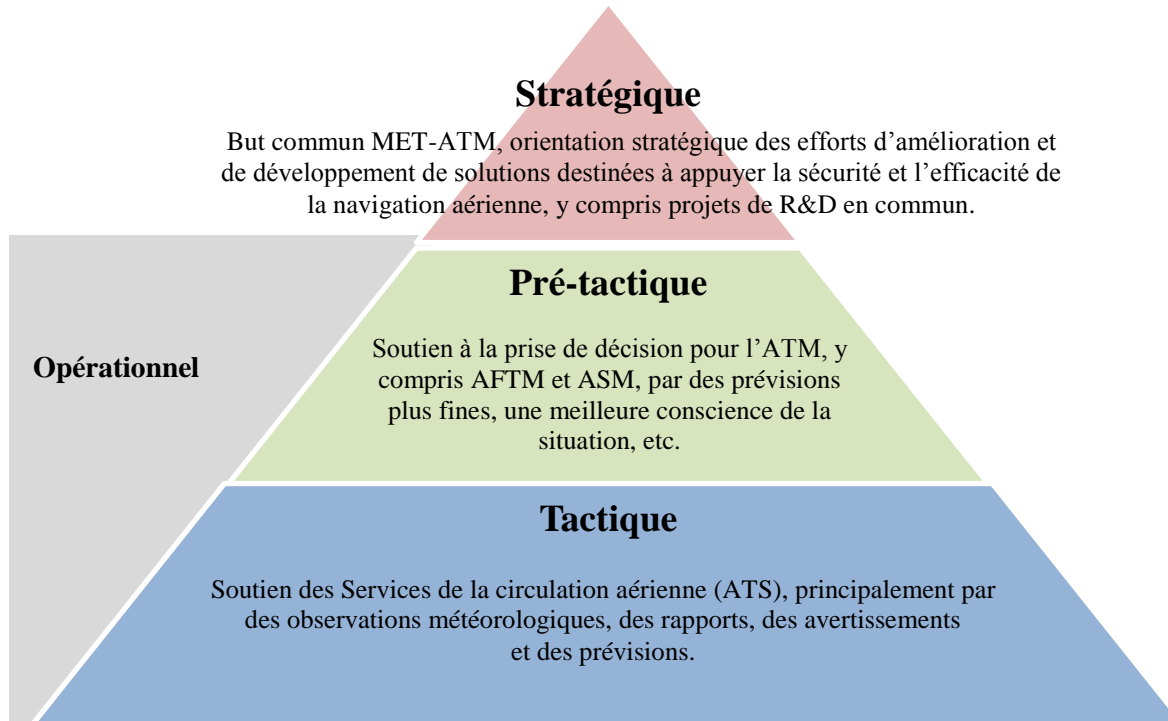 Stratégique
But commun MET-ATM, orientation stratégique des efforts d’amélioration et
de développement de solutions destinées à appuyer la sécurité et l’efficacité de
la navigation aérienne, y compris projets de R&D en commun.
Pré-tactique
Opérationnel
Soutien à la prise de décision pour l’ATM, y
compris AFTM et ASM, par des prévisions
plus fines, une meilleure conscience de la
situation, etc.
Tactique
Soutien des Services de la circulation aérienne (ATS), principalement par
des observations météorologiques, des rapports, des avertissements
et des prévisions.